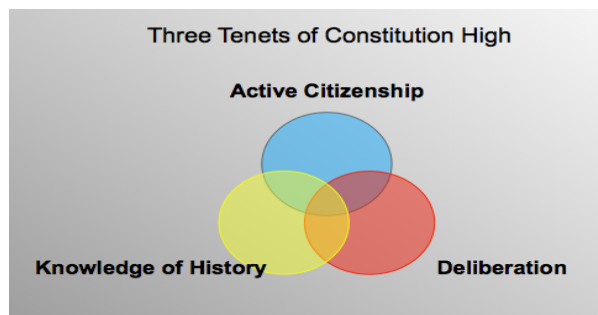 Three Tenets of Constitution High
Active Citizenship
Knowledge of History
Deliberation